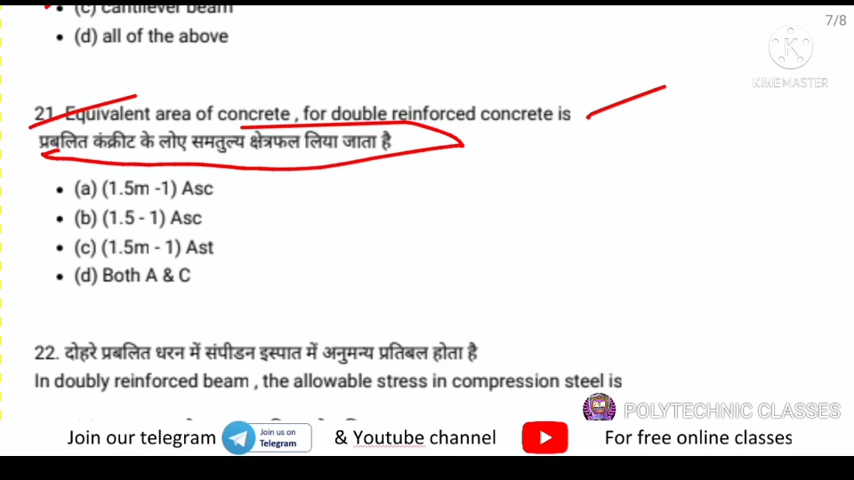 (c) cantilever beam
7/8
(d) all of the above
KINEMASTER
21. Equivalent area of concrete , for double reinforced concrete is
प्रबलित कंक्रीट के लोए समतुल्य क्षेत्रफल लिया जाता है
(a) (1.5m -1) Asc
(b) (1.5 - 1) Asc
(c) (1.5m - 1) Ast
(d) Both A & C
22. दोहरे प्रबलित धरन में संपीडन इस्पात में अनुमन्य प्रतिबल होता है
In doubly reinforced beam , the allowable stress in compression steel is
POLYTECHNIC CLASSES
Join our telegram Join us on Telegram & Youtube channel For free online classes